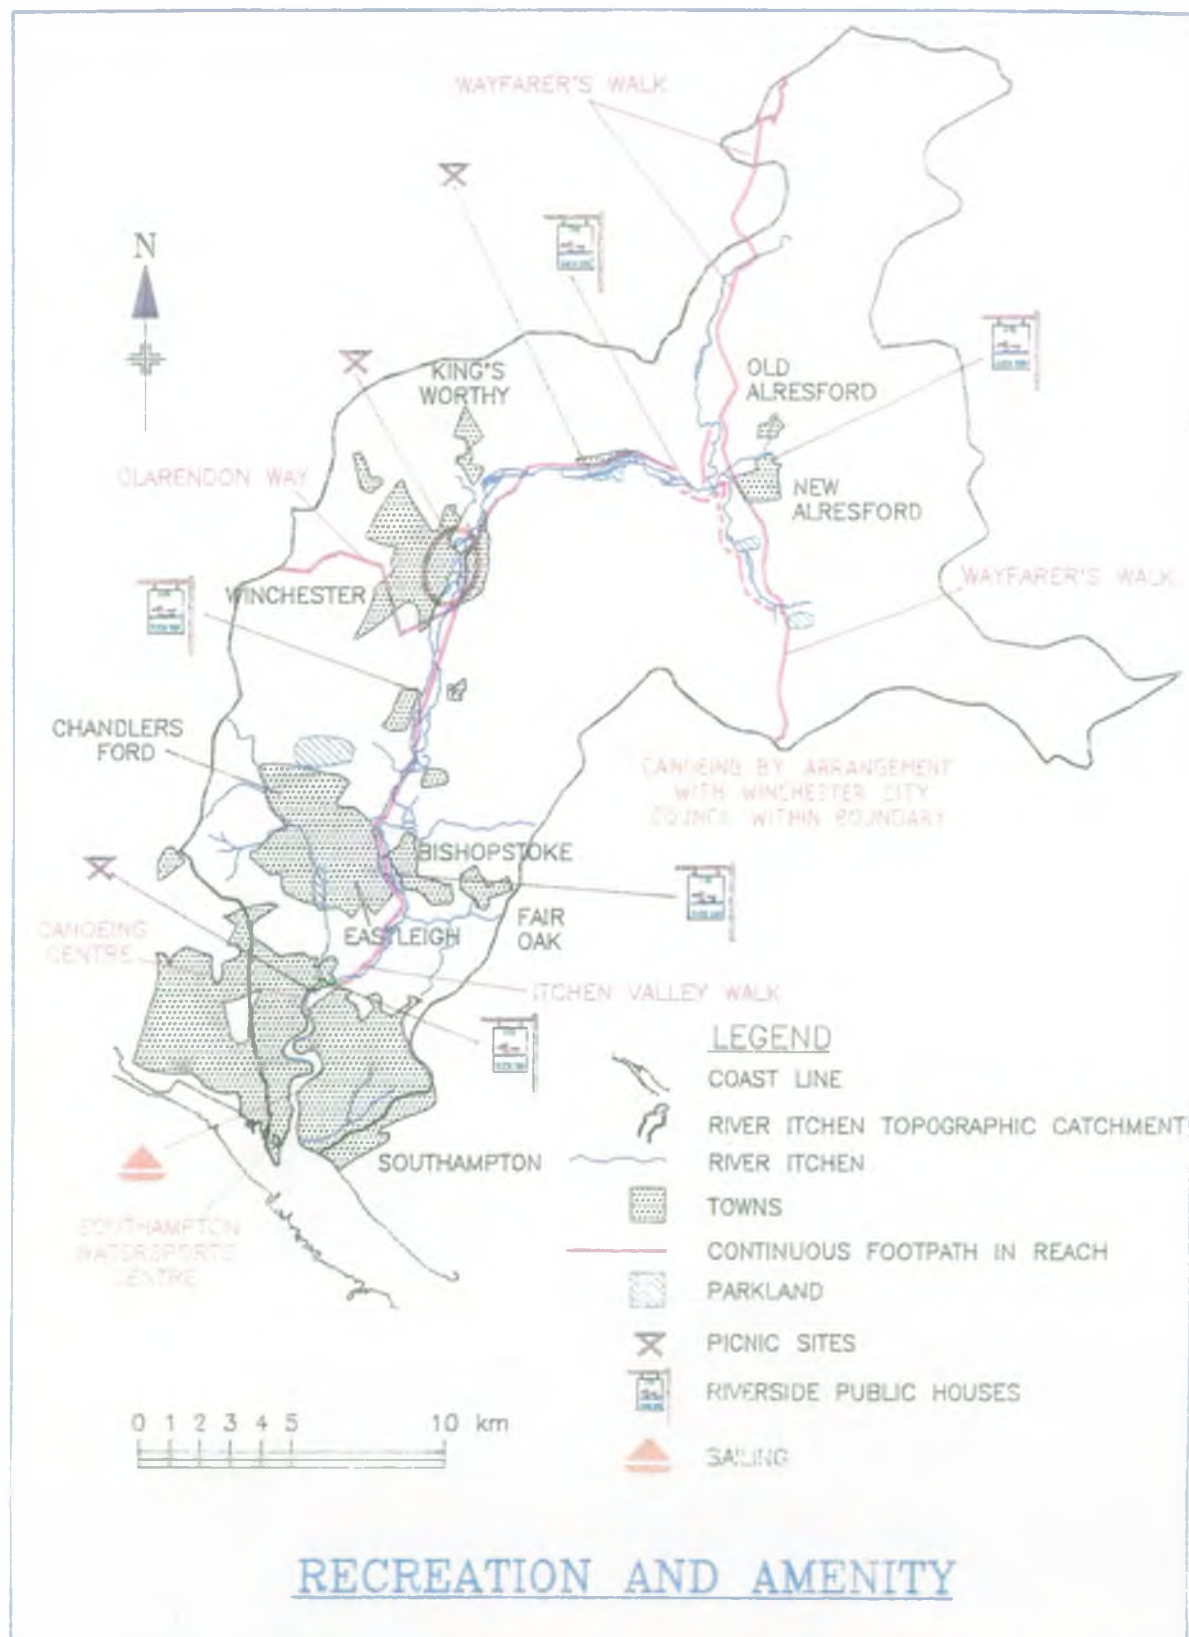 WAYFARER'S WALK
N
KING'S
WORTHY
OLD
ALRESFORD
CLARENDON WAY
NEW
ALRESFORD
WAYFARER'S WALK
WINCHESTER
CHANDLERS
FORD
CANOEING BY ARRANGEMENT
WITH WINCHESTER CITY
COUNCIL WITHIN BOUNDARY
BISHOPSTOKE
FAIR
OAK
EASTLEIGH
CANOEING
CENTRE
ITCHEN VALLEY WALK
SOUTHAMPTON
SOUTHAMPTON
WATERSPORTS
CENTRE
LEGEND
COAST LINE
RIVER ITCHEN TOPOGRAPHIC CATCHMENT
RIVER ITCHEN
TOWNS
CONTINUOUS FOOTPATH IN REACH
PARKLAND
PICNIC SITES
RIVERSIDE PUBLIC HOUSES
SAILING
0 1 2 3 4 5 10 km
RECREATION AND AMENITY